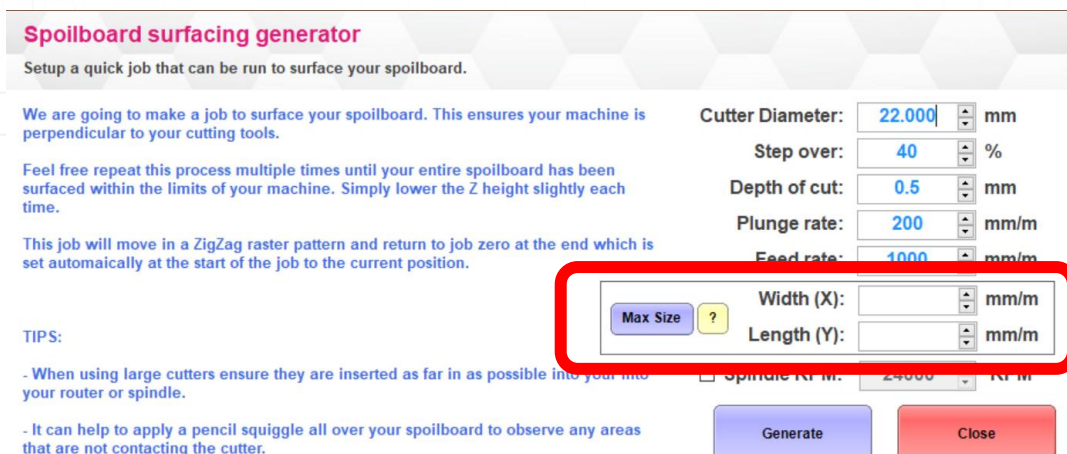 Spoilboard surfacing generator
Setup a quick job that can be run to surface your spoilboard.
We are going to make a job to surface your spoilboard. This ensures your machine is
perpendicular to your cutting tools.
Feel free repeat this process multiple times until your entire spoilboard has been
surfaced within the limits of your machine. Simply lower the Z height slightly each
time.
This job will move in a ZigZag raster pattern and return to job zero at the end which is
set automaically at the start of the job to the current position.
TIPS:
- When using large cutters ensure they are inserted as far in as possible into your into
your router or spindle.
- It can help to apply a pencil squiggle all over your spoilboard to observe any areas
that are not contacting the cutter.
Cutter Diameter: 22.000 mm
Step over: 40 %
Depth of cut: 0.5 mm
Plunge rate: 200 mm/m
Feed rate: 1000 mm/m
Max Size ?
Width (X): mm/m
Length (Y): mm/m
Spindle RPM: 24000 RPM
Generate Close